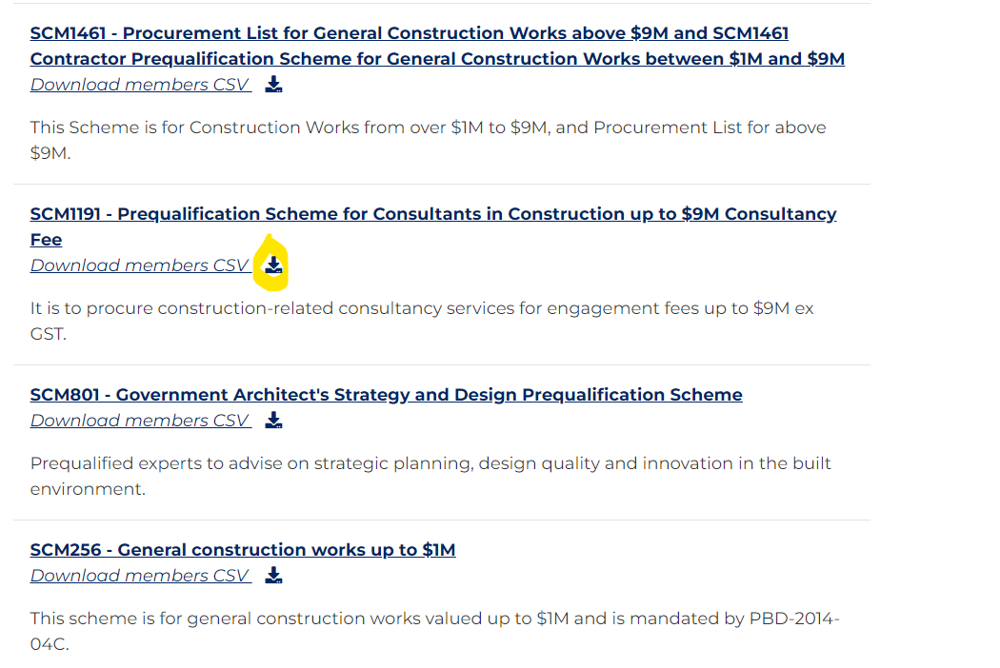 SCM1461 - Procurement List for General Construction Works above $9M and SCM1461
Contractor Prequalification Scheme for General Construction Works between $1M and $9M
Download members CSV
This Scheme is for Construction Works from over $1M to $9M, and Procurement List for above
$9M.
SCM1191 - Prequalification Scheme for Consultants in Construction up to $9M Consultancy
Fee
Download members CSV
It is to procure construction-related consultancy services for engagement fees up to $9M ex
GST.
SCM801 - Government Architect's Strategy and Design Prequalification Scheme
Download members CSV
Prequalified experts to advise on strategic planning, design quality and innovation in the built
environment.
SCM256 - General construction works up to $1M
Download members CSV
This scheme is for general construction works valued up to $1M and is mandated by PBD-2014-
04C.